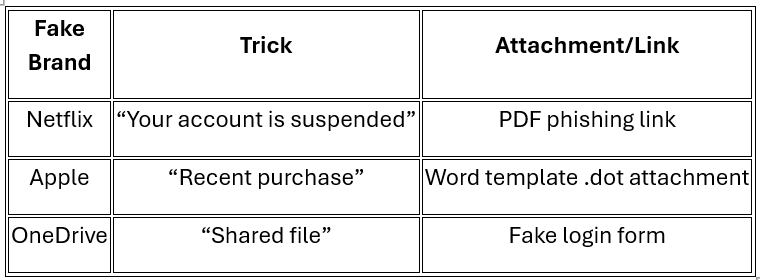 Fake Brand Trick Attachment/Link
Netflix “Your account is suspended” PDF phishing link
Apple “Recent purchase” Word template .dot attachment
OneDrive “Shared file” Fake login form